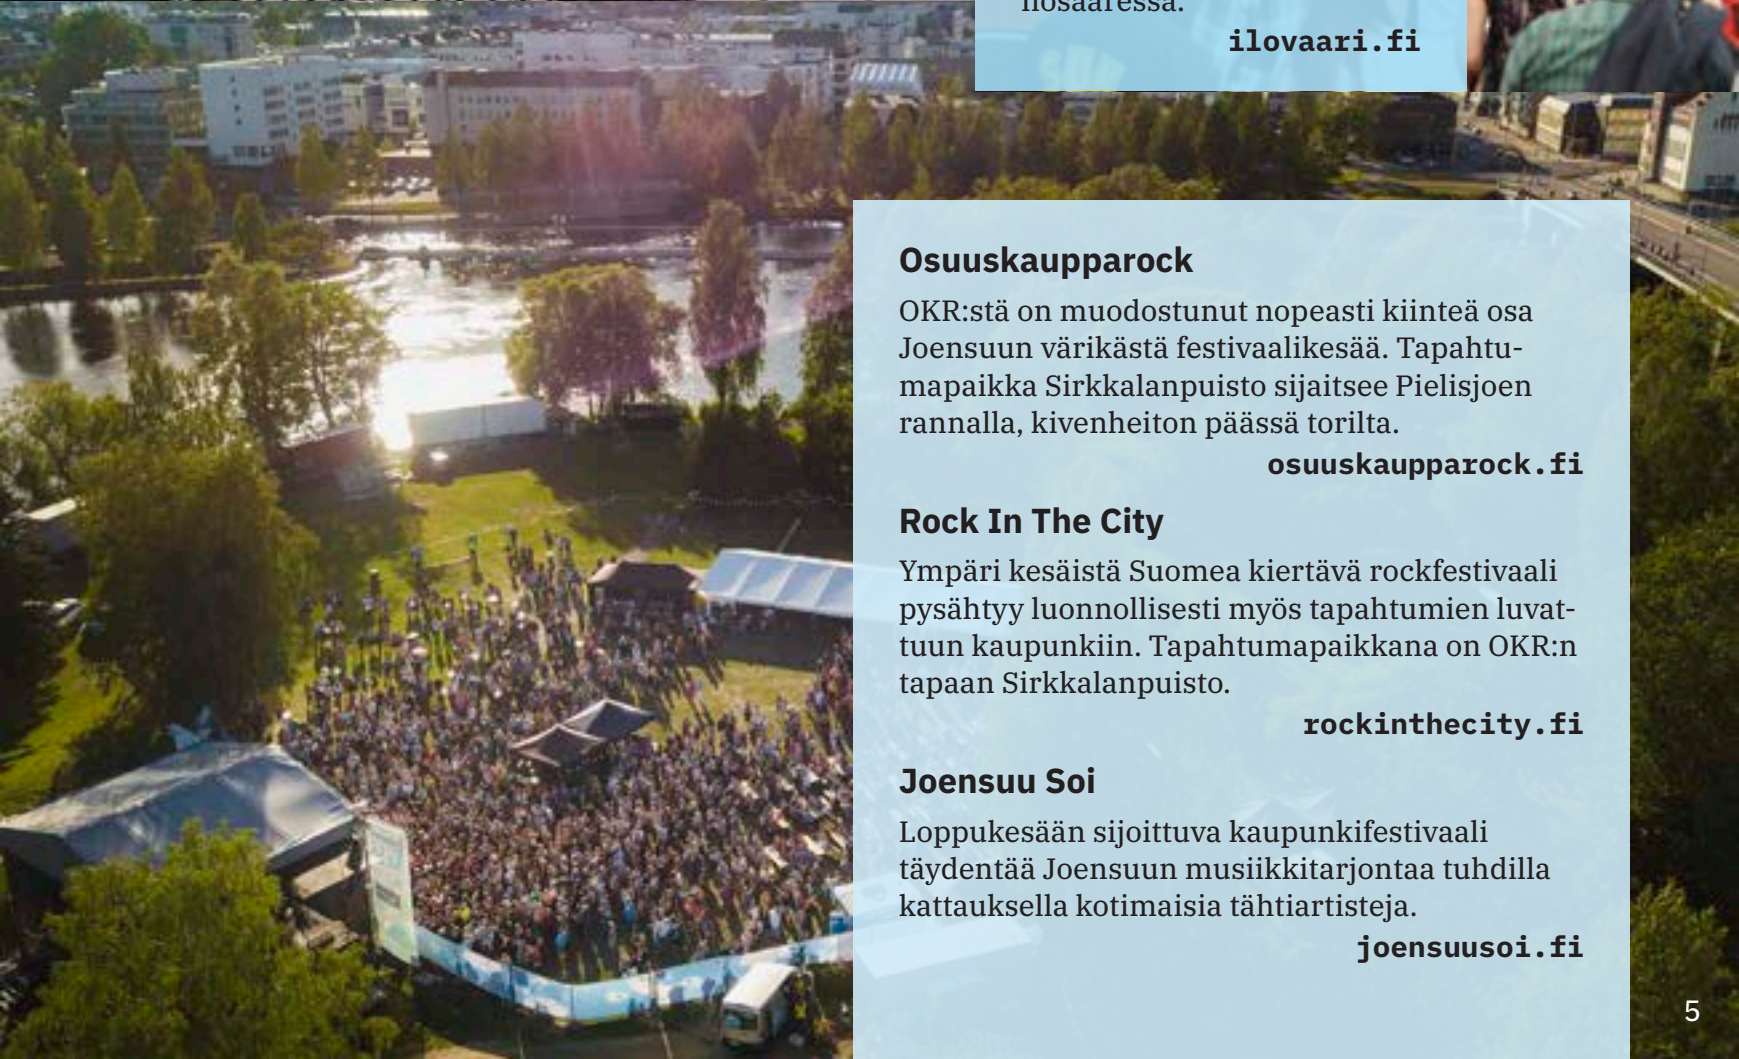 nosaaressa.
ilovaari.fi
Osuuskaupparock
OKR:stä on muodostunut nopeasti kiinteä osa
Joensuun värikästä festivaalikesää. Tapahtu-
mapaikka Sirkkalanpuisto sijaitsee Pielisjoen
rannalla, kivenheiton päässä torilta.
osuuskaupparock.fi
Rock In The City
Ympäri kesäistä Suomea kiertävä rockfestivaali
pysähtyy luonnollisesti myös tapahtumien luvat-
tuun kaupunkiin. Tapahtumapaikkana on OKR:n
tapaan Sirkkalanpuisto.
rockinthecity.fi
Joensuu Soi
Loppukesään sijoittuva kaupunkifestivaali
täydentää Joensuun musiikkitarjontaa tuhdilla
kattauksella kotimaisia tähtiartisteja.
joensuusoi.fi
5